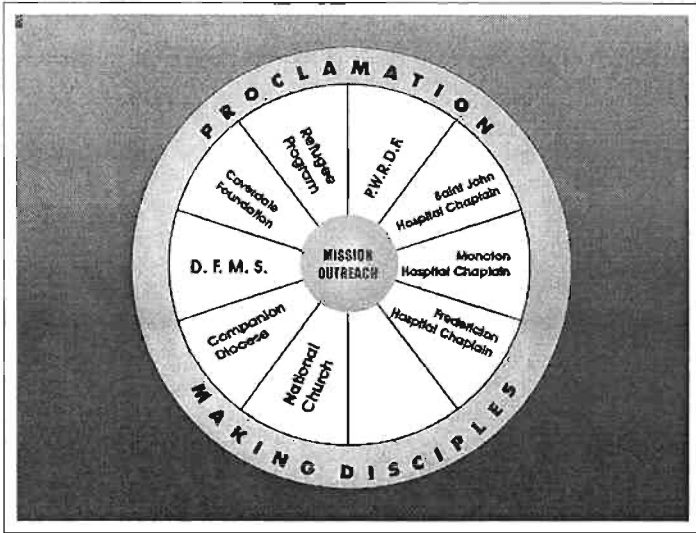 PROCLAMATION
P.W.R.D.F.
Saint John
Hospital Chaplain
Moncton
Hospital Chaplain
Fredericton
Hospital Chaplain
National
Church
Companion
Diocese
D. F. M. S.
Coverdale
Foundation
Refugee
Program
MISSION
OUTREACH
MAKING DISCIPLES